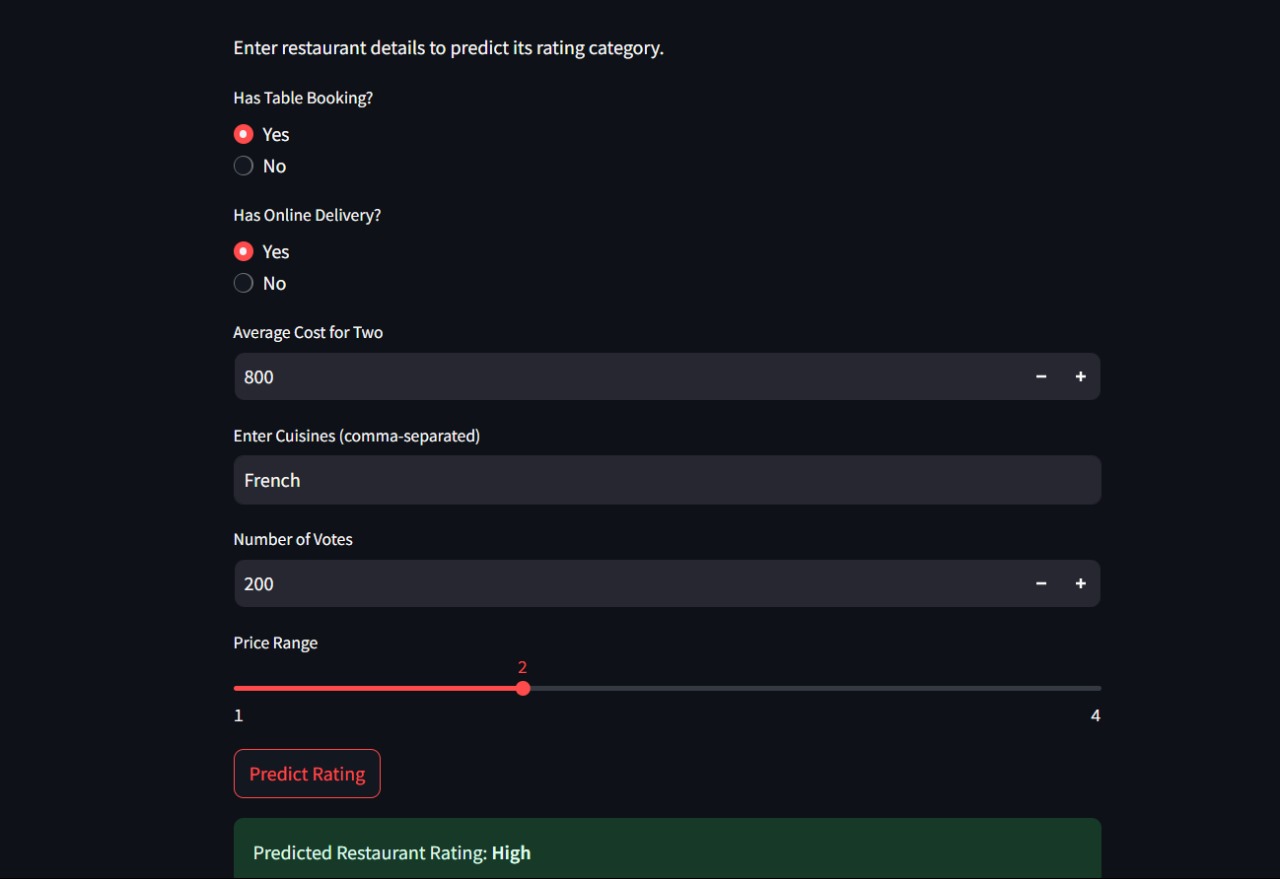 Enter restaurant details to predict its rating category.
Has Table Booking?
Yes
No
Has Online Delivery?
Yes
No
Average Cost for Two
800
Enter Cuisines (comma-separated)
French
Number of Votes
200
Price Range
2
1 4
Predict Rating
Predicted Restaurant Rating: High